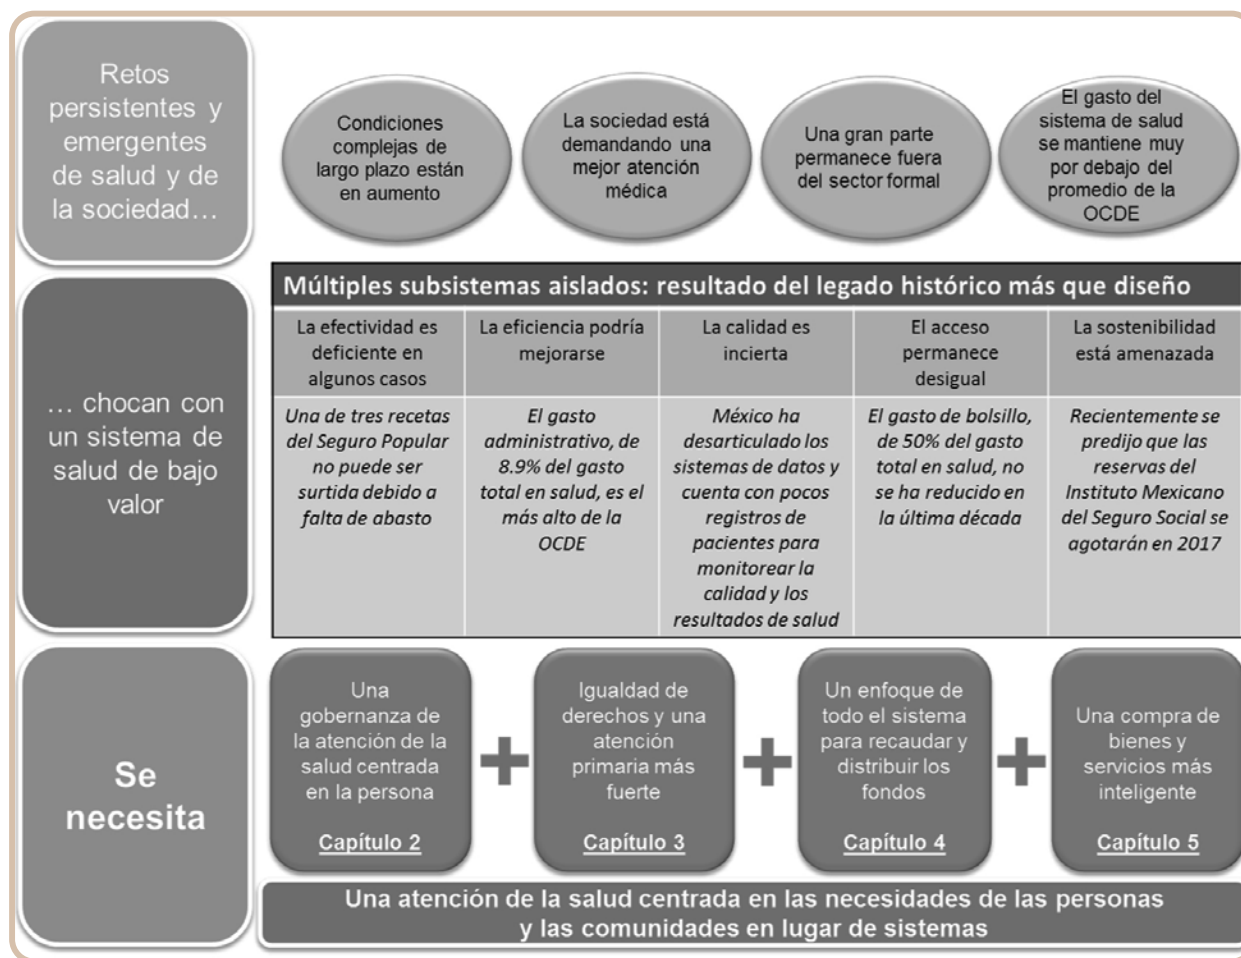 Retos
persistentes y
emergentes
de salud y de
la sociedad…
Condiciones
complejas de
largo plazo están
en aumento
La sociedad está
demandando una
mejor atención
médica
Una gran parte
permanece fuera
del sector formal
El gasto del
sistema de salud
se mantiene muy
por debajo del
promedio de la
OCDE
… chocan con
un sistema de
salud de bajo
valor
Múltiples subsistemas aislados: resultado del legado histórico más que diseño
La efectividad es
deficiente en
algunos casos
La eficiencia podría
mejorarse
La calidad es
incierta
El acceso
permanece
desigual
La sostenibilidad
está amenazada
Una de tres recetas
del Seguro Popular
no puede ser
surtida debido a
falta de abasto
El gasto
administrativo, de
8.9% del gasto
total en salud, es el
más alto de la
OCDE
México ha
desarticulado los
sistemas de datos y
cuenta con pocos
registros de
pacientes para
monitorear la
calidad y los
resultados de salud
El gasto de bolsillo,
de 50% del gasto
total en salud, no
se ha reducido en
la última década
Recientemente se
predijo que las
reservas del
Instituto Mexicano
del Seguro Social se
agotarán en 2017
Se
necesita
Una
gobernanza de
la atención de la
salud centrada
en la persona
Capítulo 2
+
Igualdad de
derechos y una
atención
primaria más
fuerte
Capítulo 3
+
Un enfoque de
todo el sistema
para recaudar y
distribuir los
fondos
Capítulo 4
+
Una compra de
bienes y
servicios más
inteligente
Capítulo 5
Una atención de la salud centrada en las necesidades de las personas
y las comunidades en lugar de sistemas